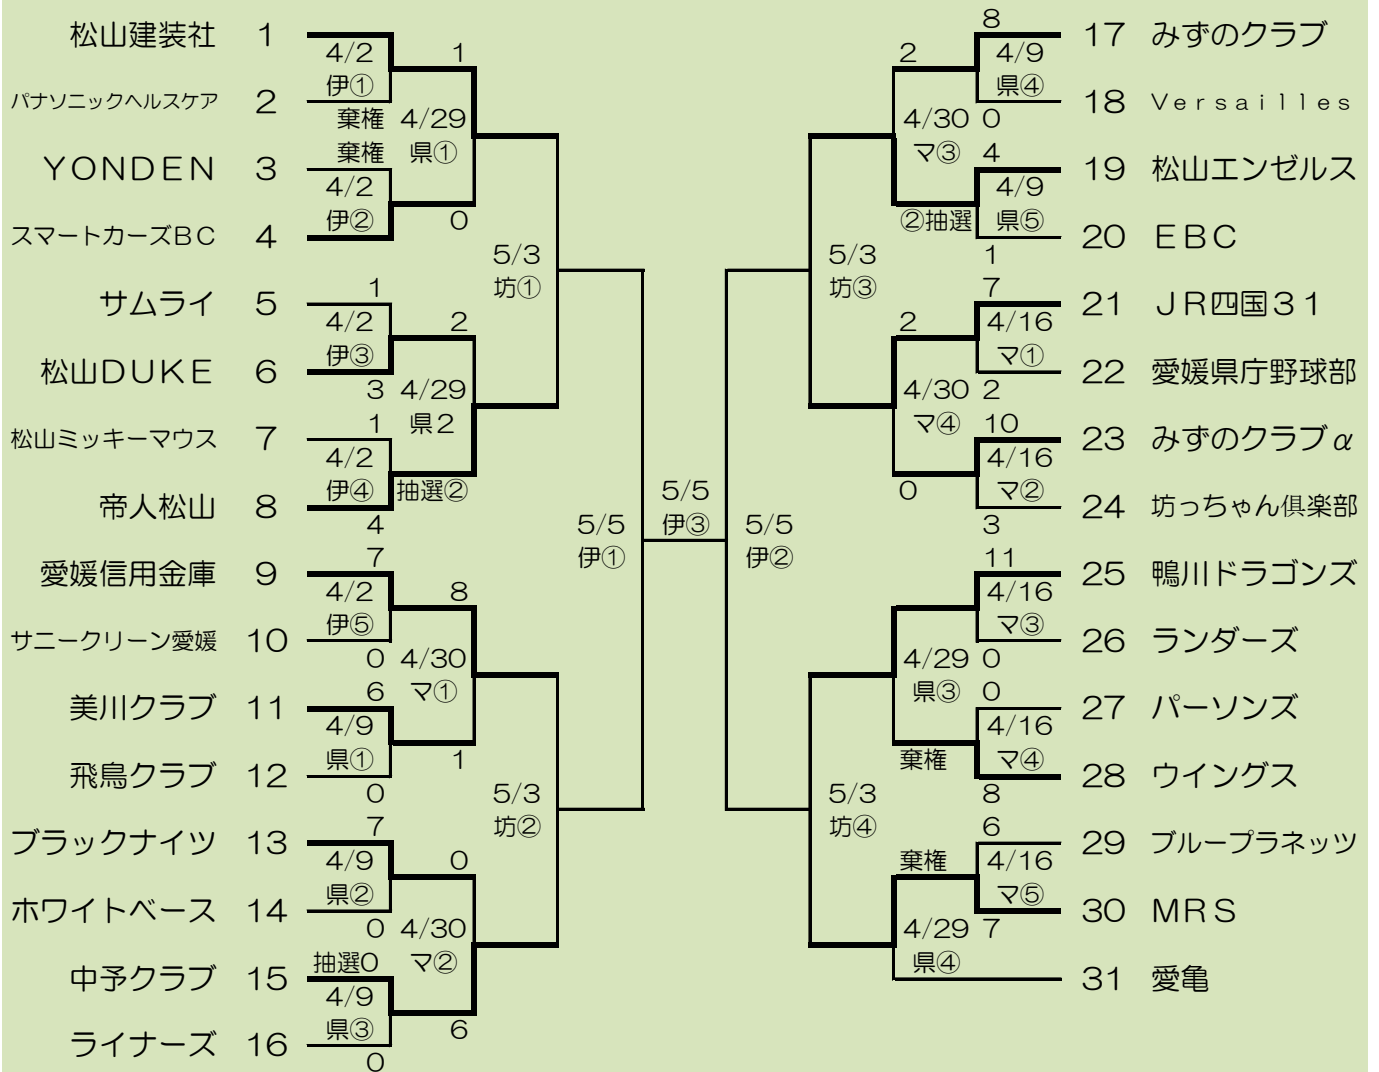 松山建装社 1
4/2
伊①
パナソニックヘルスケア 2
棄権
1
4/29
県①
YONDEN 3
棄権
4/2
伊②
スマートカーズBC 4
0
5/3
坊①
サムライ 5
1
4/2
伊③
松山DUKE 6
3
2
4/29
県2
松山ミッキーマウス 7
1
4/2
伊④
帝人松山 8
4
抽選②
5/5
伊①
愛媛信用金庫 9
7
4/2
伊⑤
サニークリーン愛媛 10
0
8
4/30
マ①
美川クラブ 11
6
4/9
県①
飛鳥クラブ 12
0
1
5/3
坊②
ブラックナイツ 13
7
4/9
県②
ホワイトベース 14
0
0
4/30
マ②
中予クラブ 15
抽選0
4/9
県③
ライナーズ 16
0
6
5/5
伊③
8
17 みずのクラブ
4/9
県④
18 Versailles
0
2
4/30
マ③
4
19 松山エンゼルス
4/9
県⑤
20 EBC
1
②抽選
5/3
坊③
7
21 JR四国31
4/16
マ①
22 愛媛県庁野球部
2
2
4/30
マ④
10
23 みずのクラブα
4/16
マ②
24 坊っちゃん倶楽部
3
0
5/5
伊②
11
25 鴨川ドラゴンズ
4/16
マ③
26 ランダーズ
0
4/29
県③
0
27 パーソンズ
4/16
マ④
28 ウイングス
8
棄権
5/3
坊④
6
29 ブループラネッツ
4/16
マ⑤
30 MRS
7
棄権
4/29
県④
31 愛亀